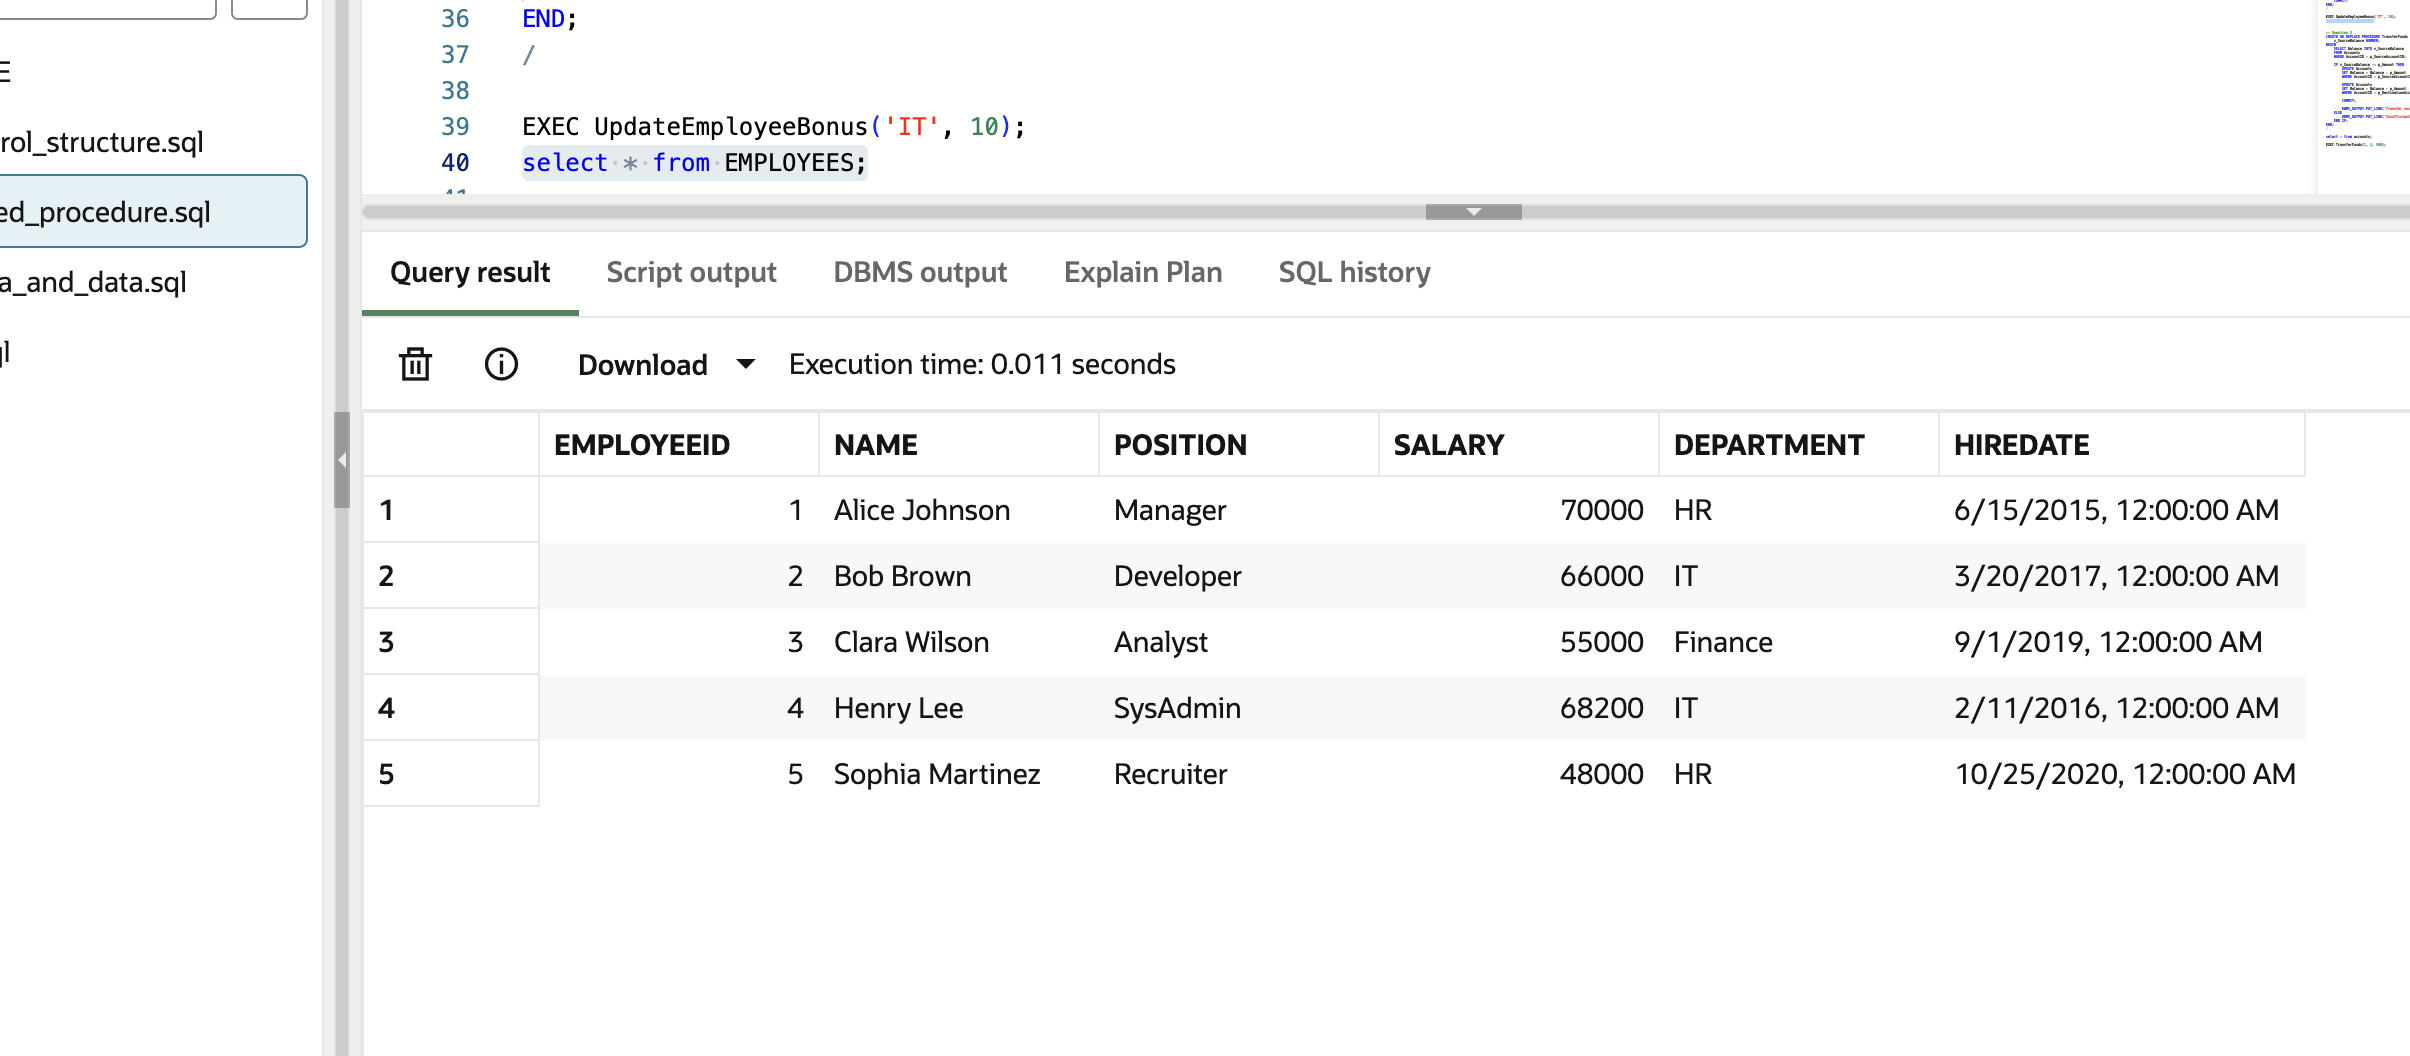 E
rol_structure.sql
ed_procedure.sql
a_and_data.sql
ql
36 END;
37 /
38
39 EXEC UpdateEmployeeBonus('IT', 10);
40 select * from EMPLOYEES;
41
Query result Script output DBMS output Explain Plan SQL history
Download Execution time: 0.011 seconds
EMPLOYEEID NAME POSITION SALARY DEPARTMENT HIREDATE
1 1 Alice Johnson Manager 70000 HR 6/15/2015, 12:00:00 AM
2 2 Bob Brown Developer 66000 IT 3/20/2017, 12:00:00 AM
3 3 Clara Wilson Analyst 55000 Finance 9/1/2019, 12:00:00 AM
4 4 Henry Lee SysAdmin 68200 IT 2/11/2016, 12:00:00 AM
5 5 Sophia Martinez Recruiter 48000 HR 10/25/2020, 12:00:00 AM